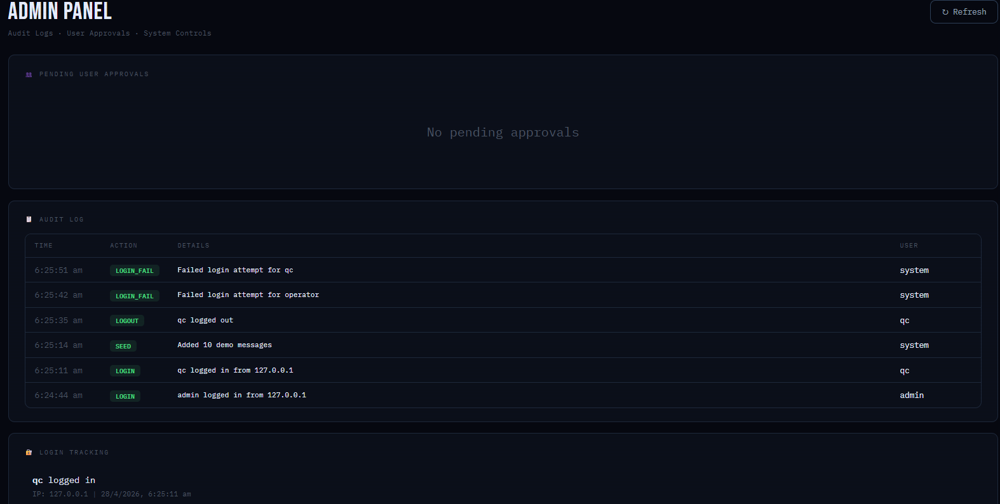 ADMIN PANEL
↻ Refresh
Audit Logs · User Approvals · System Controls
PENDING USER APPROVALS
No pending approvals
AUDIT LOG
TIME ACTION DETAILS USER
6:25:51 am LOGIN_FAIL Failed login attempt for qc system
6:25:42 am LOGIN_FAIL Failed login attempt for operator system
6:25:35 am LOGOUT qc logged out qc
6:25:14 am SEED Added 10 demo messages system
6:25:11 am LOGIN qc logged in from 127.0.0.1 qc
6:24:44 am LOGIN admin logged in from 127.0.0.1 admin
LOGIN TRACKING
qc logged in
IP: 127.0.0.1 | 28/4/2026, 6:25:11 am